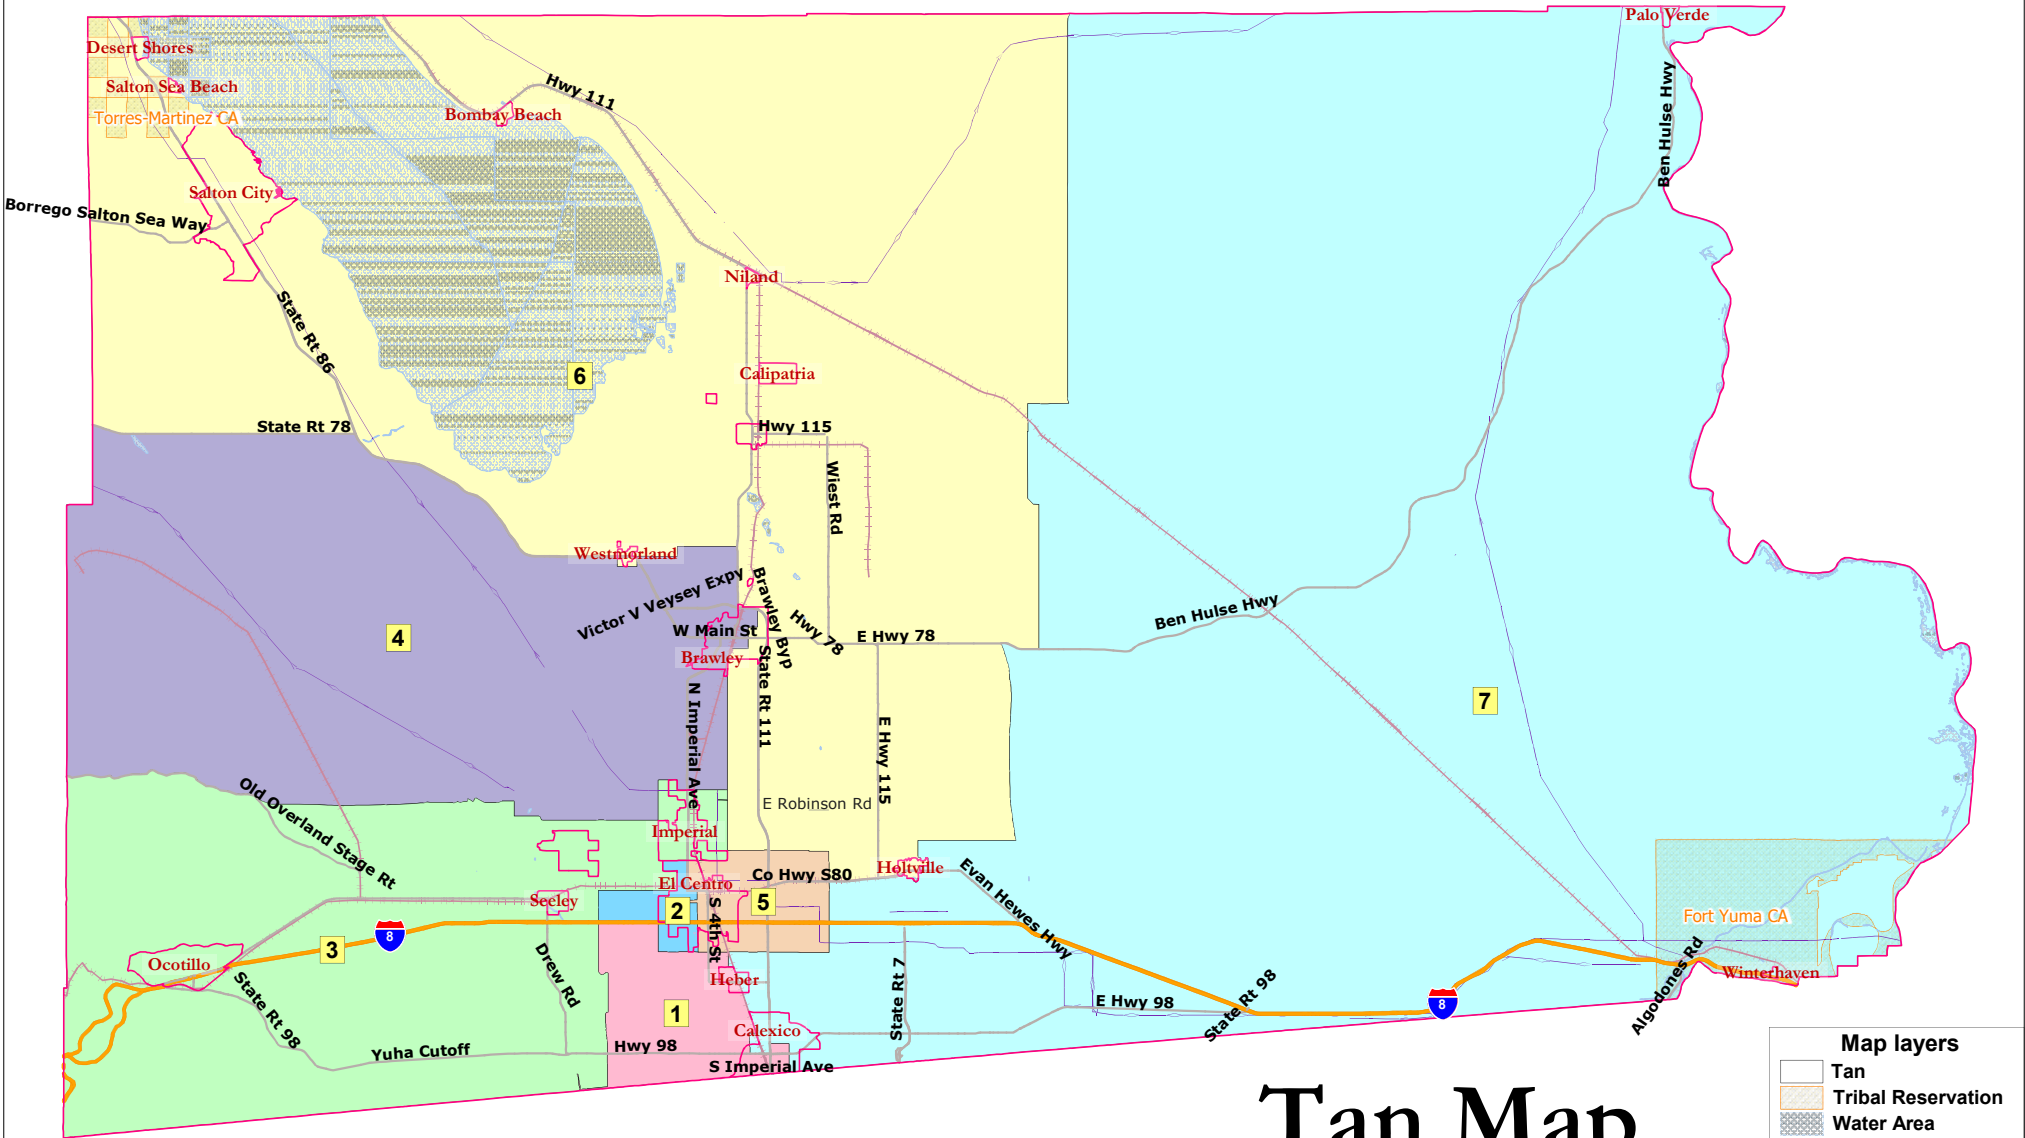 Palo Verde
Desert Shores
Salton Sea Beach
Hwy 111
Bombay Beach
Torres-Martinez CA
Ben Hulse Hwy
Salton City
Borrego Salton Sea Way
Niland
State Rt 86
Calipatria
6
State Rt 78
Hwy 115
Wiest Rd
Westmorland
Victor V Veysey Expy
Brawley Byp
Ben Hulse Hwy
4
W Main St
Hwy 78
E Hwy 78
Brawley
State Rt 111
N Imperial Ave
7
E Hwy 115
Old Overland Stage Rt
E Robinson Rd
Imperial
Holtville
Co Hwy S80
El Centro
Evan Hewes Hwy
Seeley
2
5
S 4th St
Fort Yuma CA
8
3
Ocotillo
Drew Rd
Heber
State Rt 7
Winterhaven
Algodones Rd
State Rt 98
1
E Hwy 98
State Rt 98
8
Calexico
Yuha Cutoff
Hwy 98
S Imperial Ave
Map layers
Tan
Tribal Reservation
Water Area
Tan Map